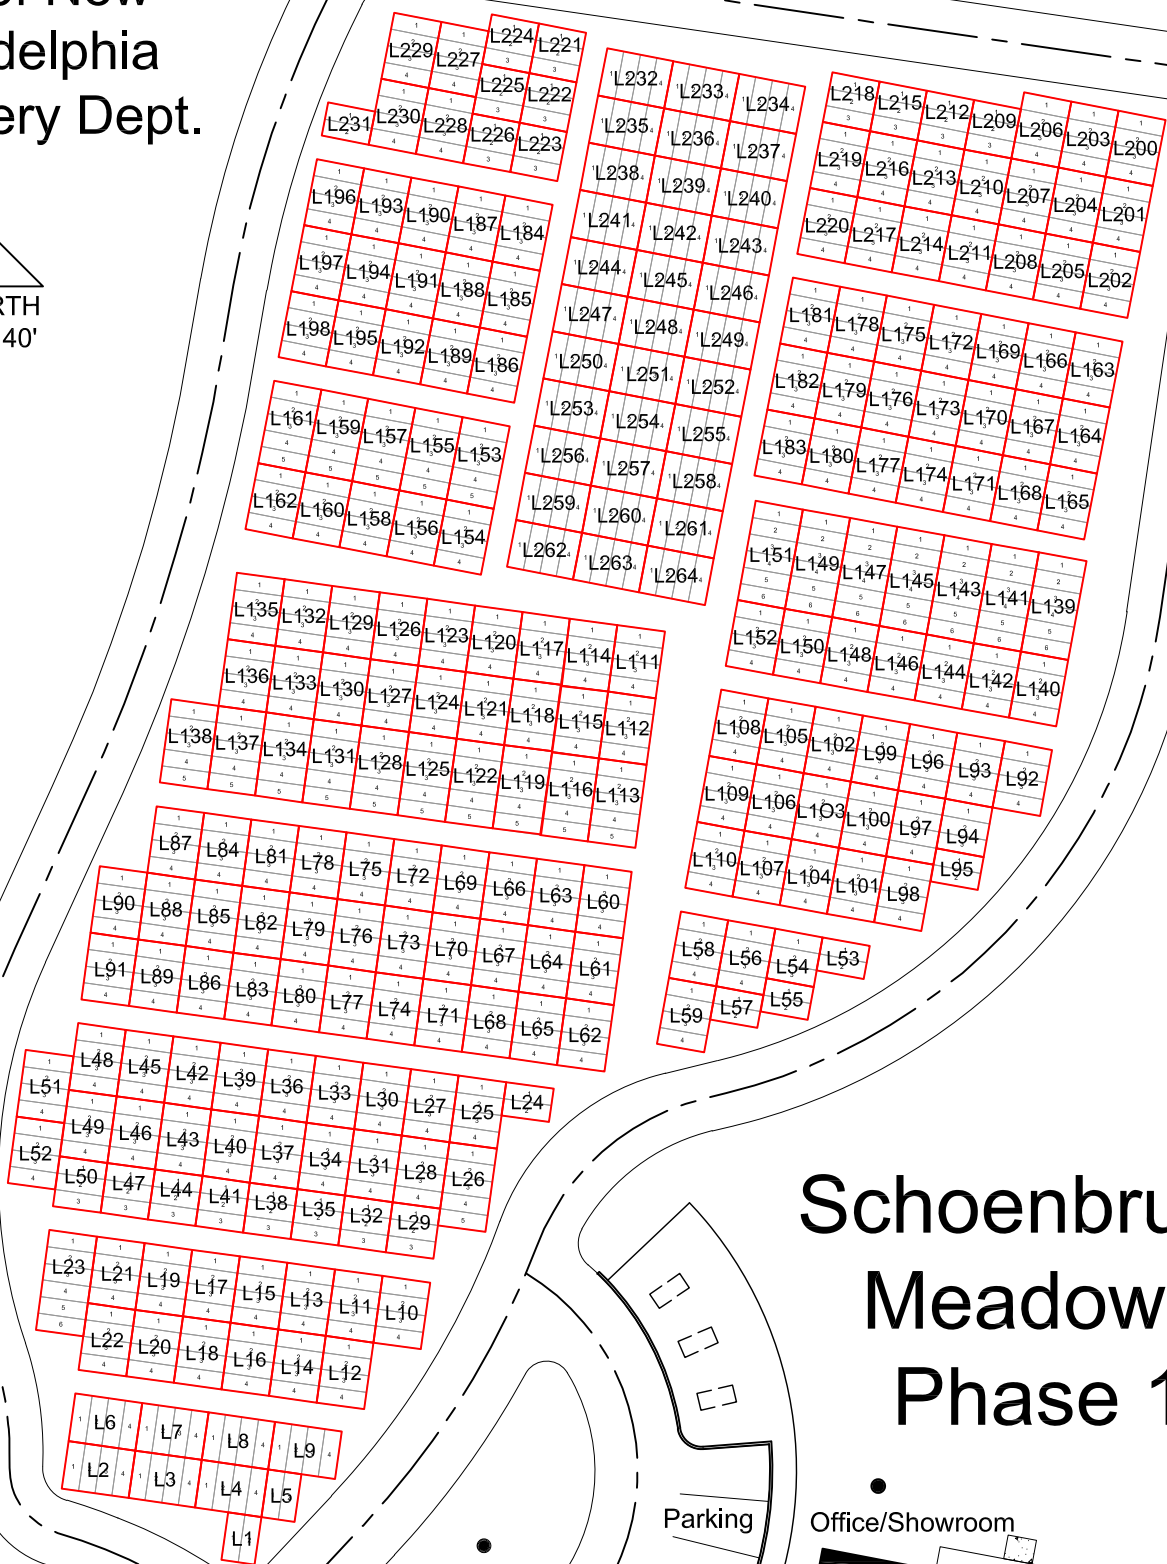 of New
delphia
ery Dept.
RTH
40'
L229 L227 L224 L221
L225 L222
L231 L230 L228 L226 L223
L232 L233 L234
L235 L236 L237
L238 L239 L240
L241 L242 L243
L244 L245 L246
L247 L248 L249
L250 L251 L252
L253 L254 L255
L256 L257 L258
L259 L260 L261
L262 L263 L264
L218 L215 L212 L209 L206 L203 L200
L219 L216 L213 L210 L207 L204 L201
L220 L217 L214 L211 L208 L205 L202
L196 L193 L190 L187 L184
L197 L194 L191 L188 L185
L198 L195 L192 L189 L186
L181 L178 L175 L172 L169 L166 L163
L182 L179 L176 L173 L170 L167 L164
L183 L180 L177 L174 L171 L168 L165
L161 L159 L157 L155 L153
L162 L160 L158 L156 L154
L151 L149 L147 L145 L143 L141 L139
L152 L150 L148 L146 L144 L142 L140
L135 L132 L129 L126 L123 L120 L117 L114 L111
L136 L133 L130 L127 L124 L121 L118 L115 L112
L138 L137 L134 L131 L128 L125 L122 L119 L116 L113
L108 L105 L102 L99 L96 L93 L92
L109 L106 L1O3 L100 L97 L94
L95
L110 L107 L104 L101 L98
L87 L84 L81 L78 L75 L72 L69 L66 L63 L60
L90 L88 L85 L82 L79 L76 L73 L70 L67 L64 L61
L91 L89 L86 L83 L80 L77 L74 L71 L68 L65 L62
L58 L56 L54 L53
L59 L57 L55
L51 L48 L45 L42 L39 L36 L33 L30 L27 L25 L24
L52 L49 L46 L43 L40 L37 L34 L31 L28 L26
L50 L47 L44 L41 L38 L35 L32 L29
L23 L21 L19 L17 L15 L13 L11 L10
L22 L20 L18 L16 L14 L12
L6 L7 L8 L9
L2 L3 L4 L5
L1
Schoenbru
Meadow
Phase 1
Parking
Office/Showroom